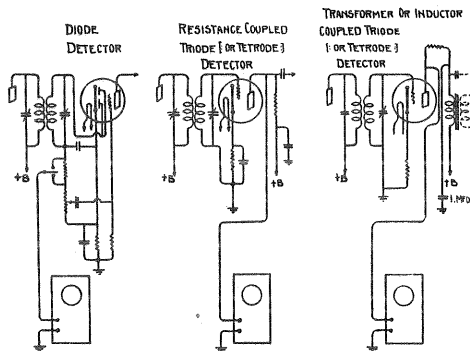 DIODE
DETECTOR
RESISTANCE COUPLED
TRIODE [OR TETRODE]
DETECTOR
TRANSFORMER OR INDUCTOR
COUPLED TRIODE
[OR TETRODE]
DETECTOR
+B
+B
+B
+B
1.MFD